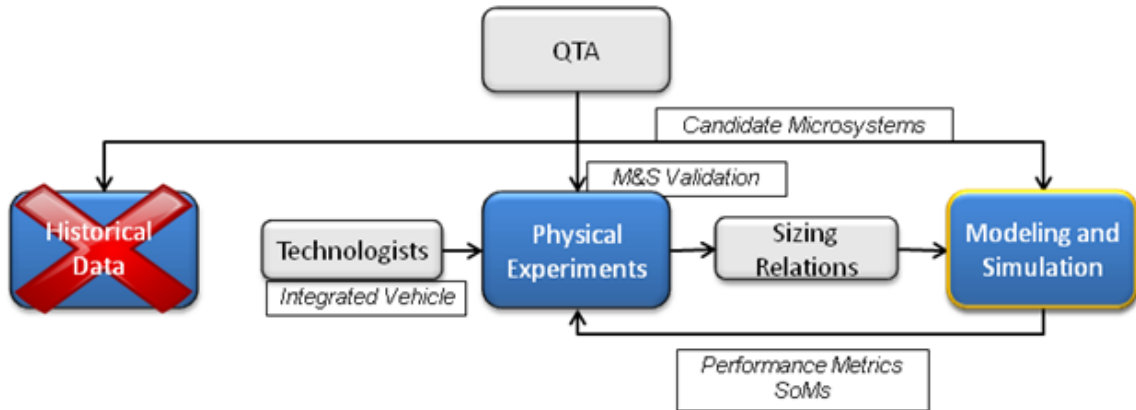 QTA
Candidate Microsystems
M&S Validation
Historical
Data
Technologists
Integrated Vehicle
Physical
Experiments
Sizing
Relations
Modeling and
Simulation
Performance Metrics
SoMs